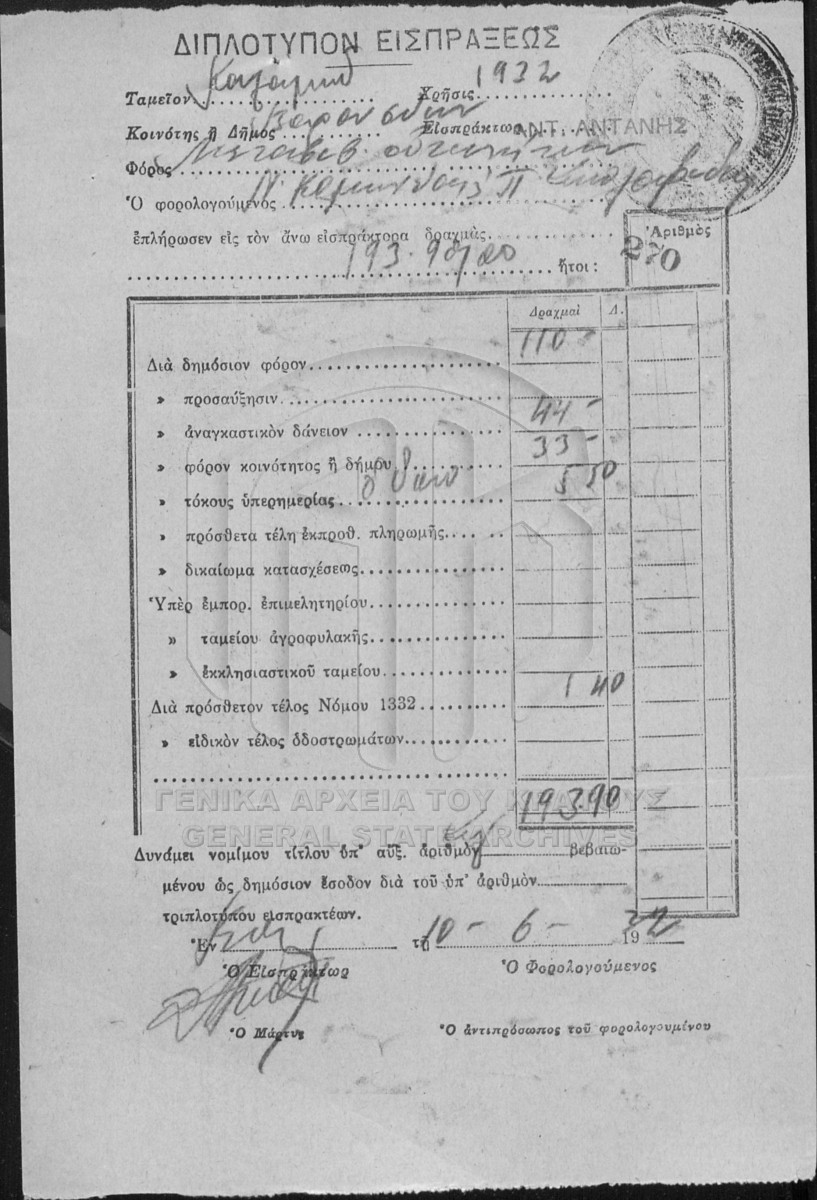 ΔΙΠΛΟΤΥΠΟΝ ΕΙΣΠΡΑΞΕΩΣ
Ταμεῖον Χρῆσις 1932
Κοινότης ἢ Δῆμος Εἰσπράκτωρ ΑΝΤ. ΑΝΤΑΝΗΣ
Φόρος
Ὁ φορολογούμενος
ἐπλήρωσεν εἰς τὸν ἄνω εἰσπράκτορα δραχμὰς Ἀριθμὸς
193.90 ἤτοι: 270
Δραχμαὶ Λ.
Διὰ δημόσιον φόρον 110 -
» προσαύξησιν
» ἀναγκαστικὸν δάνειον 44 -
» φόρον κοινότητος ἢ δήμου 33 -
» τόκους ὑπερημερίας 5 50
» πρόσθετα τέλη ἐκπροθ. πληρωμῆς
» δικαίωμα κατασχέσεως
Ὑπὲρ ἐμπορ. ἐπιμελητηρίου
» ταμείου ἀγροφυλακῆς
» ἐκκλησιαστικοῦ ταμείου
Διὰ πρόσθετον τέλος Νόμου 1332 1 40
» εἰδικὸν τέλος ὁδοστρωμάτων
193.90
ΓΕΝΙΚΑ ΑΡΧΕΙΑ ΤΟΥ ΚΡΑΤΟΥΣ
GENERAL STATE ARCHIVES
Δυνάμει νομίμου τίτλου ὑπ' αὔξ. ἀριθμὸν βεβαιω-
μένου ὡς δημόσιον ἔσοδον διὰ τοῦ ὑπ' ἀριθμὸν
τριπλοτύπου εἰσπρακτέων.
Ἐν τῇ 10 - 6 - 1932
Ὁ Εἰσπράκτωρ Ὁ Φορολογούμενος
Ὁ Μάρτυς Ὁ ἀντιπρόσωπος τοῦ φορολογουμένου